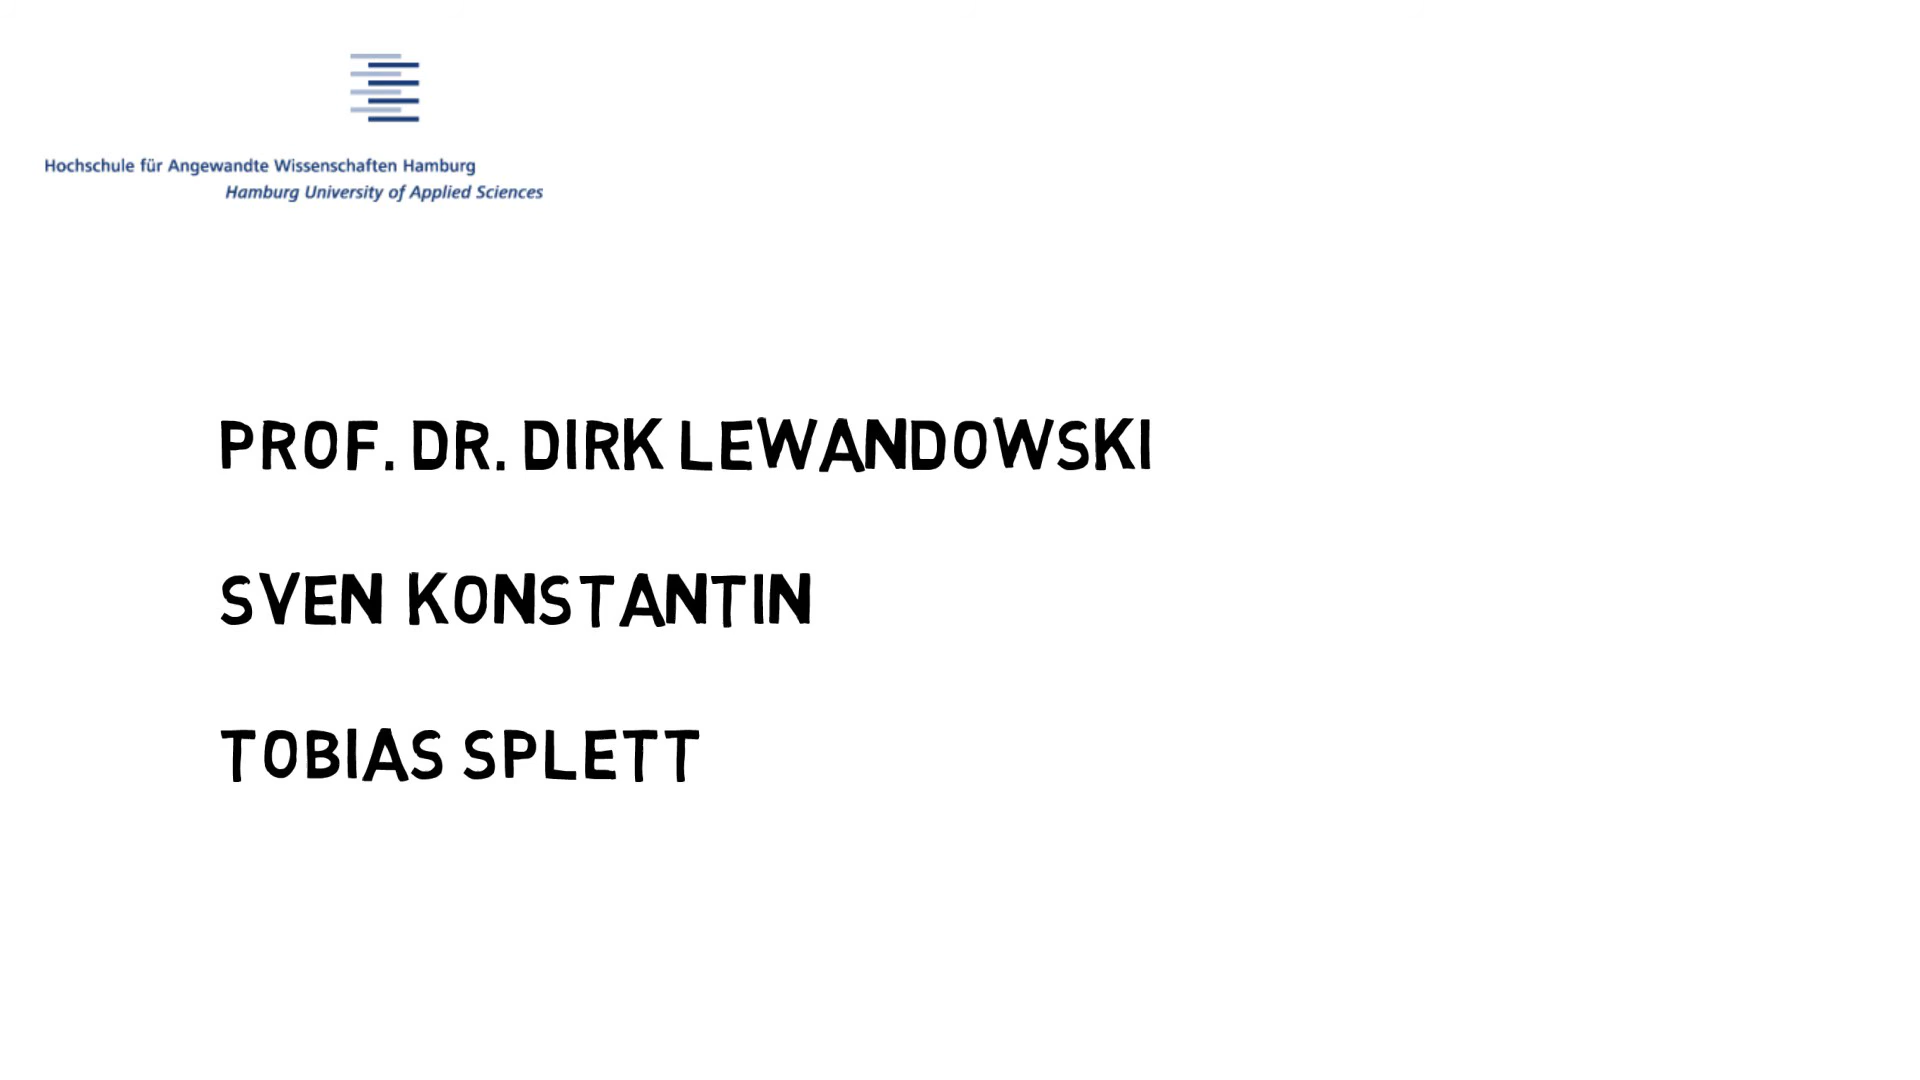 Hochschule für Angewandte Wissenschaften Hamburg
Hamburg University of Applied Sciences
PROF. DR. DIRK LEWANDOWSKI
SVEN KONSTANTIN
TOBIAS SPLETT